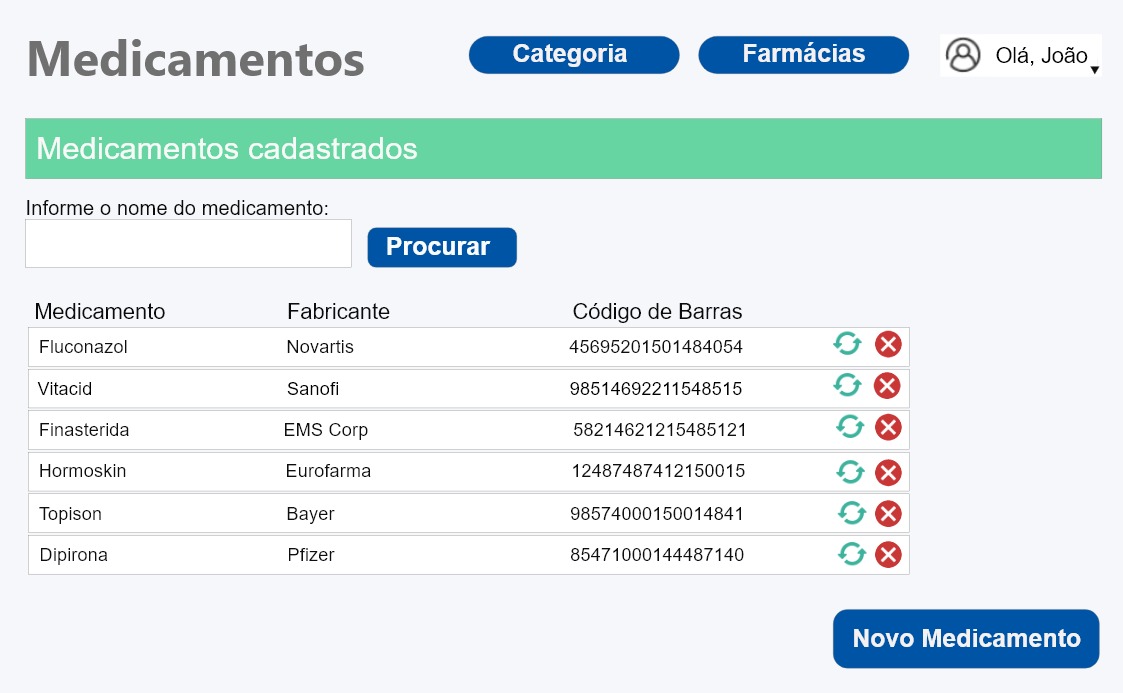 Medicamentos
Categoria
Farmácias
Olá, João
Medicamentos cadastrados
Informe o nome do medicamento:
Procurar
Medicamento Fabricante Código de Barras
Fluconazol Novartis 45695201501484054
Vitacid Sanofi 98514692211548515
Finasterida EMS Corp 58214621215485121
Hormoskin Eurofarma 12487487412150015
Topison Bayer 98574000150014841
Dipirona Pfizer 85471000144487140
Novo Medicamento